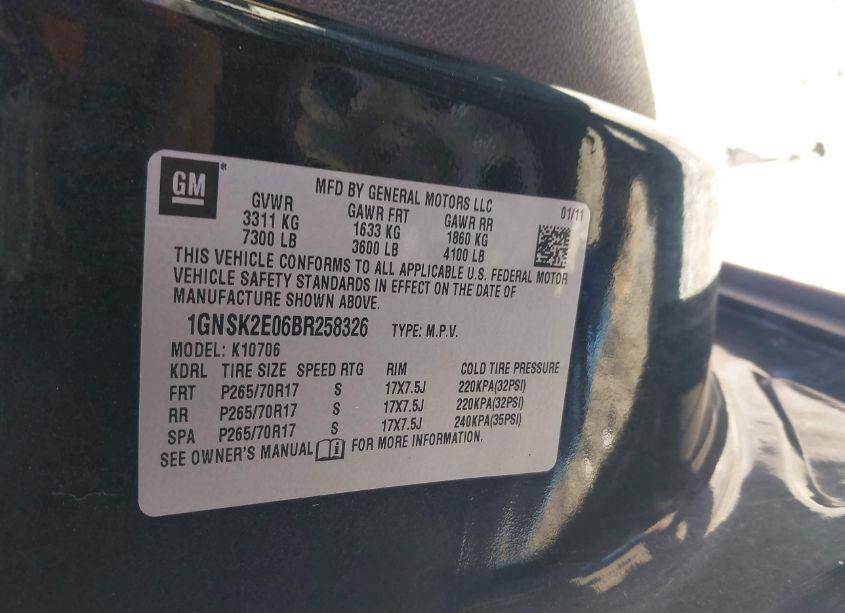 GM
MFD BY GENERAL MOTORS LLC 01/11
GVWR GAWR FRT GAWR RR
3311 KG 1633 KG 1860 KG
7300 LB 3600 LB 4100 LB
THIS VEHICLE CONFORMS TO ALL APPLICABLE U.S. FEDERAL MOTOR
VEHICLE SAFETY STANDARDS IN EFFECT ON THE DATE OF
MANUFACTURE SHOWN ABOVE.
1GNSK2E06BR258326 TYPE: M.P.V.
MODEL: K10706
KDRL TIRE SIZE SPEED RTG RIM COLD TIRE PRESSURE
FRT P265/70R17 S 17X7.5J 220KPA(32PSI)
RR P265/70R17 S 17X7.5J 220KPA(32PSI)
SPA P265/70R17 S 17X7.5J 240KPA(35PSI)
SEE OWNER'S MANUAL FOR MORE INFORMATION.